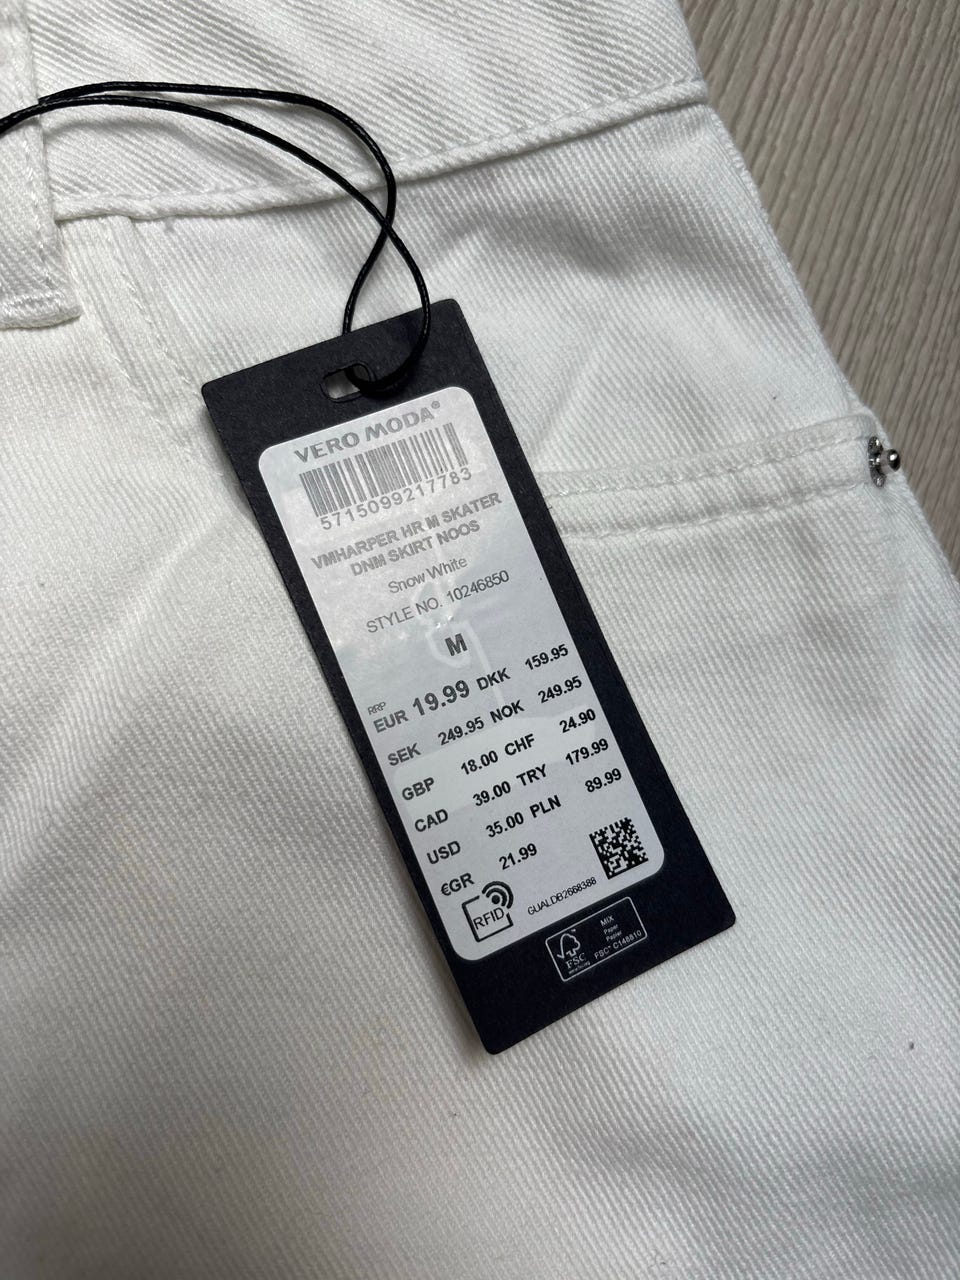 VERO MODA®
5715099217783
VMHARPER HR M SKATER
DNM SKIRT NOOS
Snow White
STYLE NO. 10246850
M
RRP
EUR 19.99 DKK 159.95
SEK 249.95 NOK 249.95
GBP 18.00 CHF 24.90
CAD 39.00 TRY 179.99
USD 35.00 PLN 89.99
€GR 21.99
RFID
GUALDB2668388
FSC
MIX
Paper
Papier
FSC® C148810